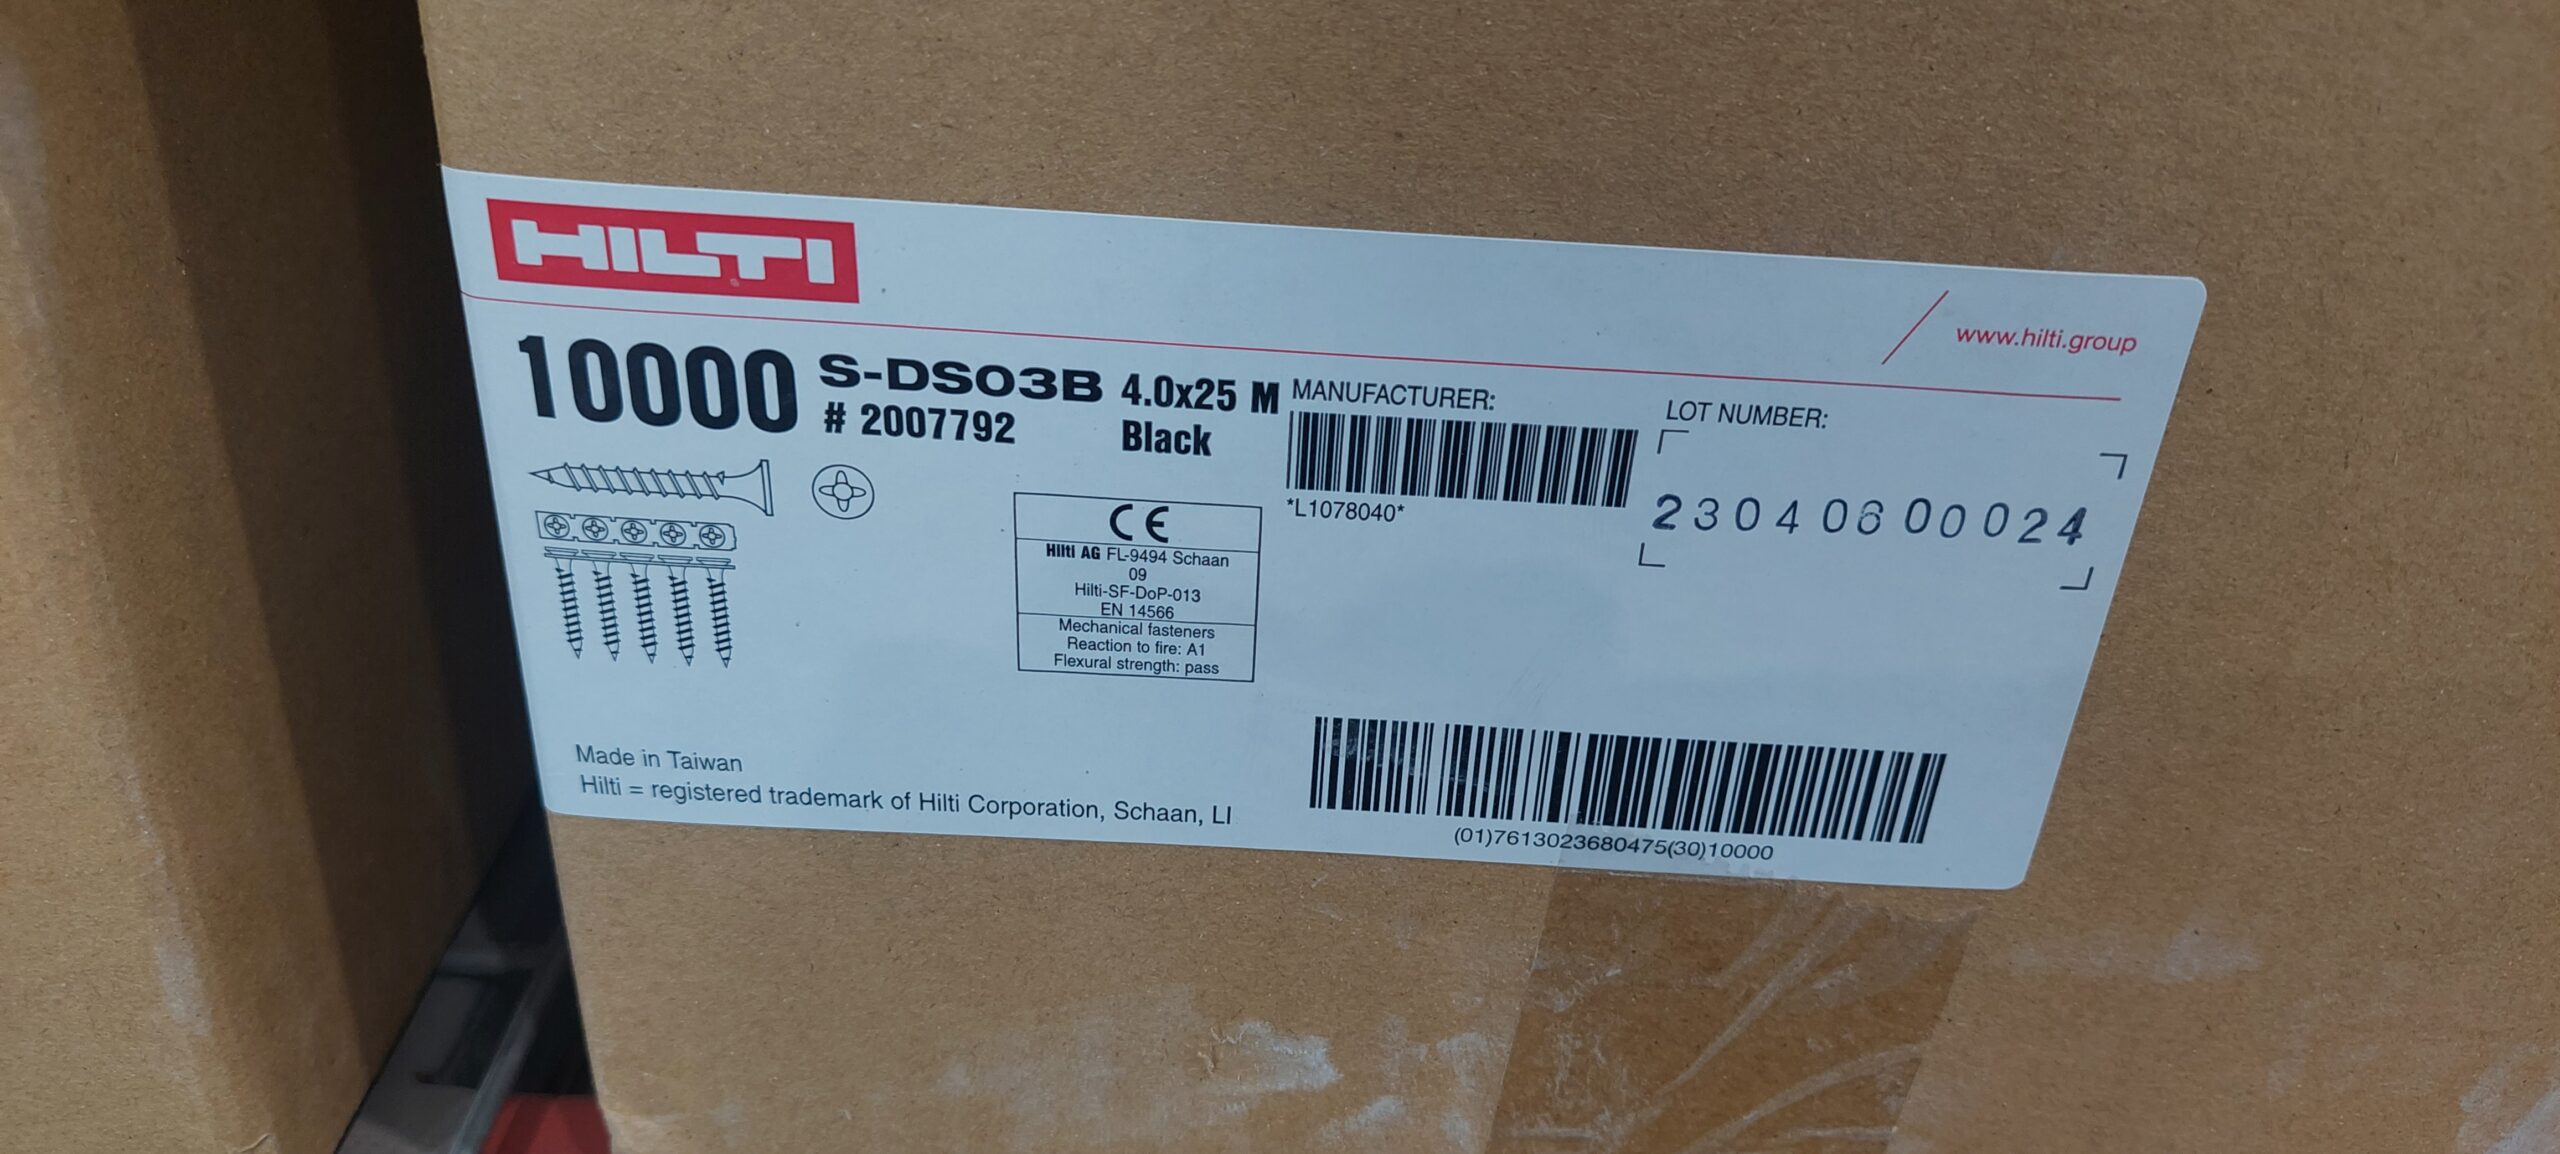 HILTI
www.hilti.group
10000 S-DS03B 4.0x25 M
# 2007792 Black
MANUFACTURER:
*L1078040*
LOT NUMBER:
23040600024
CE
Hilti AG FL-9494 Schaan
09
Hilti-SF-DoP-013
EN 14566
Mechanical fasteners
Reaction to fire: A1
Flexural strength: pass
Made in Taiwan
Hilti = registered trademark of Hilti Corporation, Schaan, LI
(01)7613023680475(30)10000